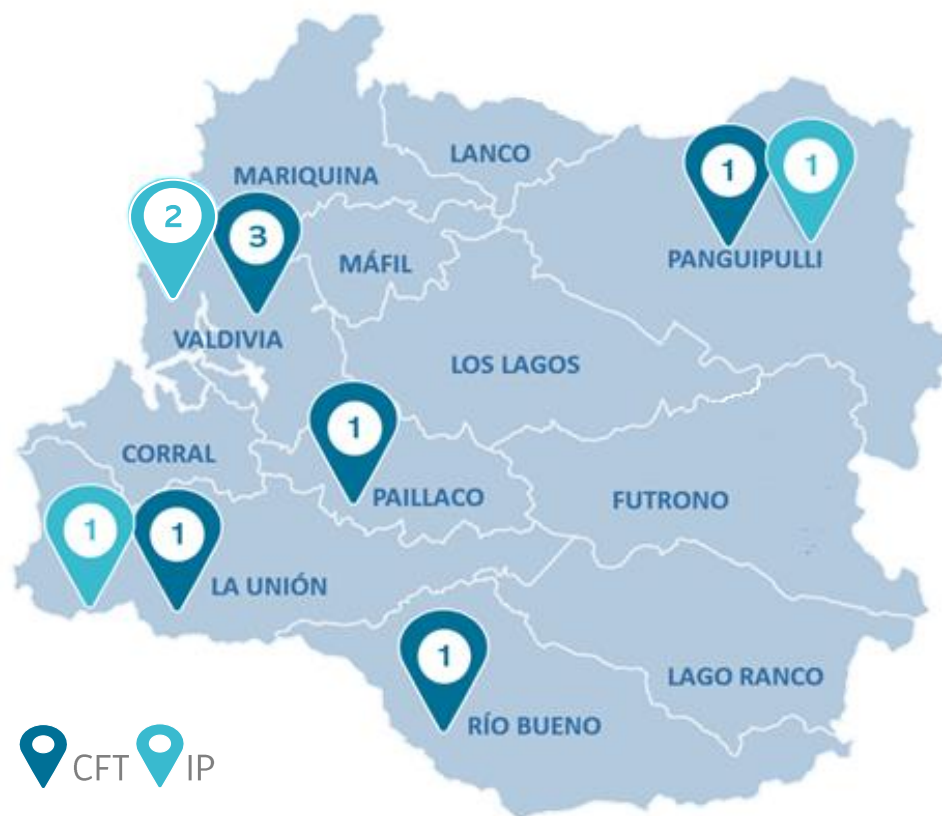 LANCO
1 1
MARIQUINA
2 3
PANGUIPULLI
MÁFIL
VALDIVIA
LOS LAGOS
1
CORRAL
PAILLACO
FUTRONO
1 1
LA UNIÓN
1
LAGO RANCO
RÍO BUENO
CFT IP